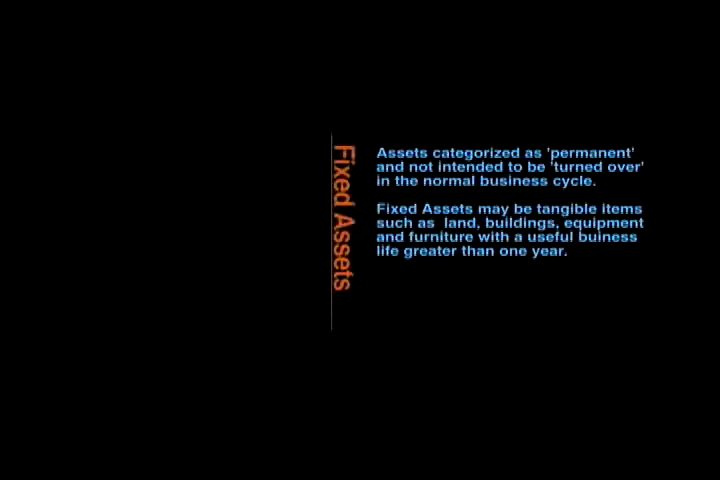 Fixed Assets
Assets categorized as 'permanent'
and not intended to be 'turned over'
in the normal business cycle.
Fixed Assets may be tangible items
such as  land, buildings, equipment
and furniture with a useful buiness
life greater than one year.